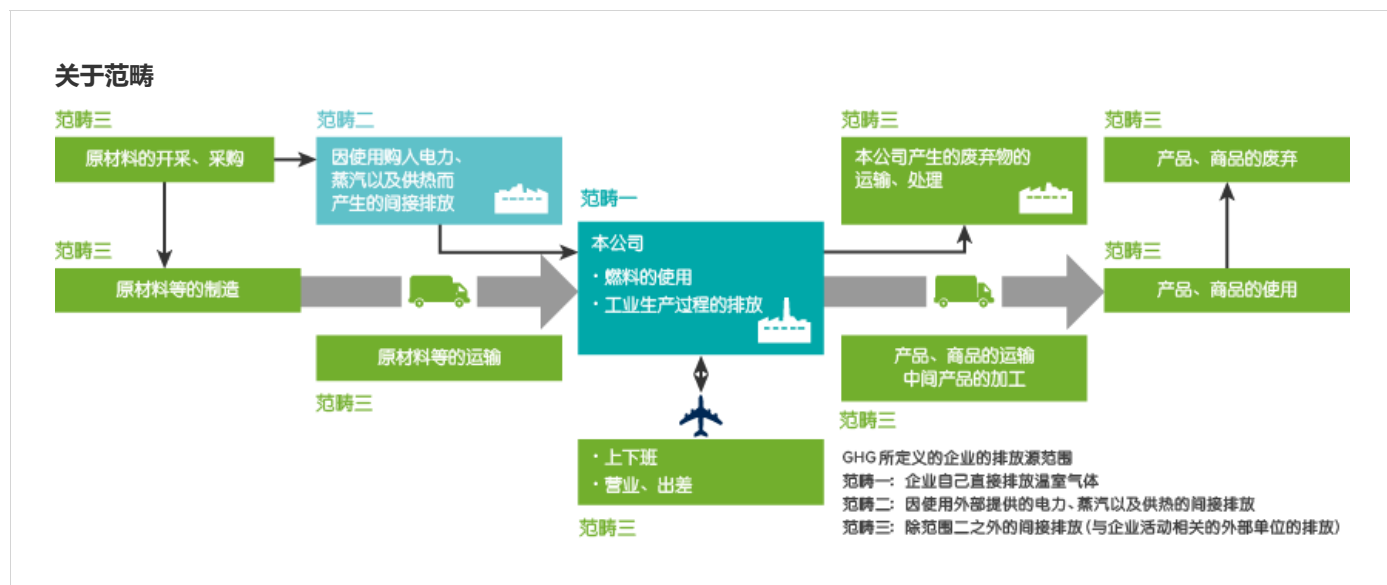 关于范畴
范畴三
原材料的开采、采购
范畴二
因使用购入电力、
蒸汽以及供热而
产生的间接排放
范畴三
本公司产生的废弃物的
运输、处理
范畴三
产品、商品的废弃
范畴一
本公司
·燃料的使用
·工业生产过程的排放
范畴三
原材料等的制造
范畴三
产品、商品的使用
原材料等的运输
范畴三
产品、商品的运输
中间产品的加工
范畴三
·上下班
·营业、出差
范畴三
GHG所定义的企业的排放源范围
范畴一：企业自己直接排放温室气体
范畴二：因使用外部提供的电力、蒸汽以及供热的间接排放
范畴三：除范围二之外的间接排放（与企业活动相关的外部单位的排放）